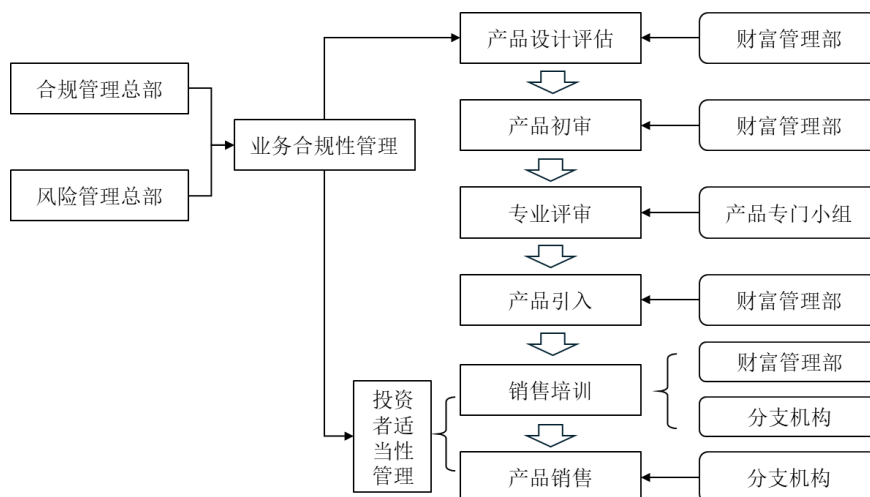 产品设计评估
财富管理部
合规管理总部
产品初审
财富管理部
业务合规性管理
风险管理总部
专业评审
产品专门小组
产品引入
财富管理部
财富管理部
销售培训
投资
者适
当性
管理
分支机构
产品销售
分支机构